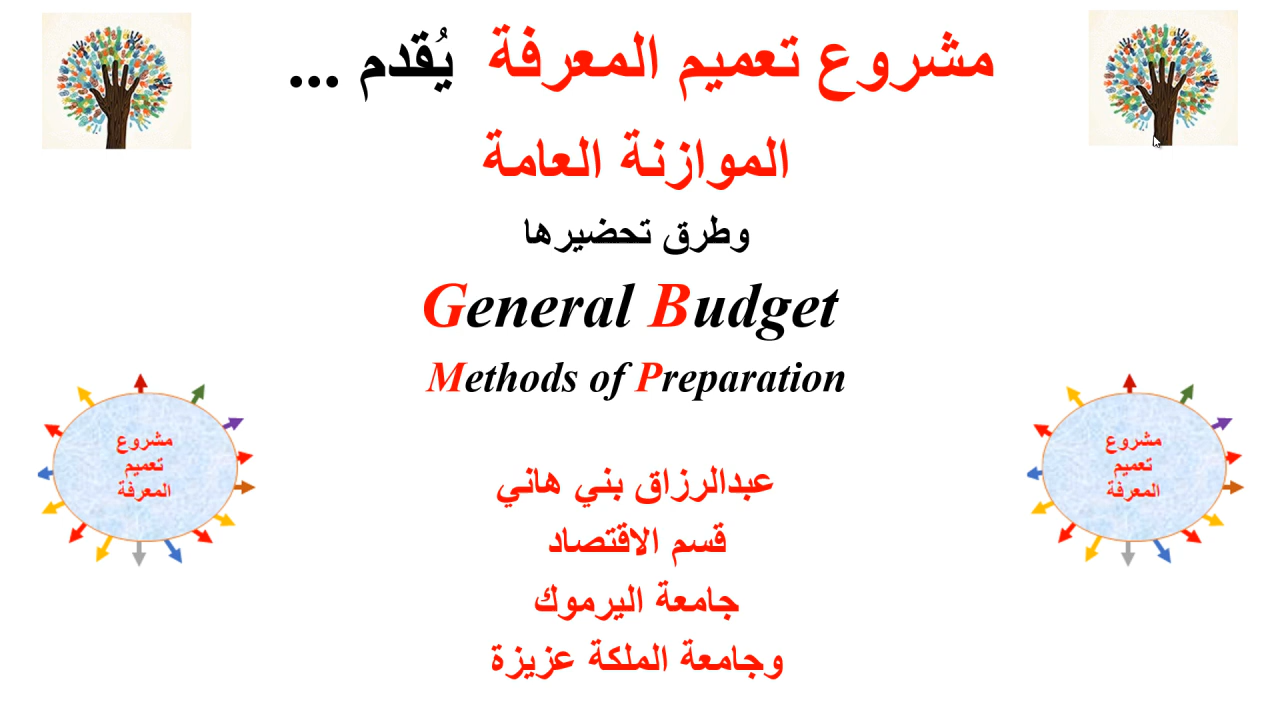 مشروع تعميم المعرفة يُقدم ...
الموازنة العامة
وطرق تحضيرها
General Budget
Methods of Preparation
مشروع
تعميم
المعرفة
مشروع
تعميم
المعرفة
عبدالرزاق بني هاني
قسم الاقتصاد
جامعة اليرموك
وجامعة الملكة عزيزة